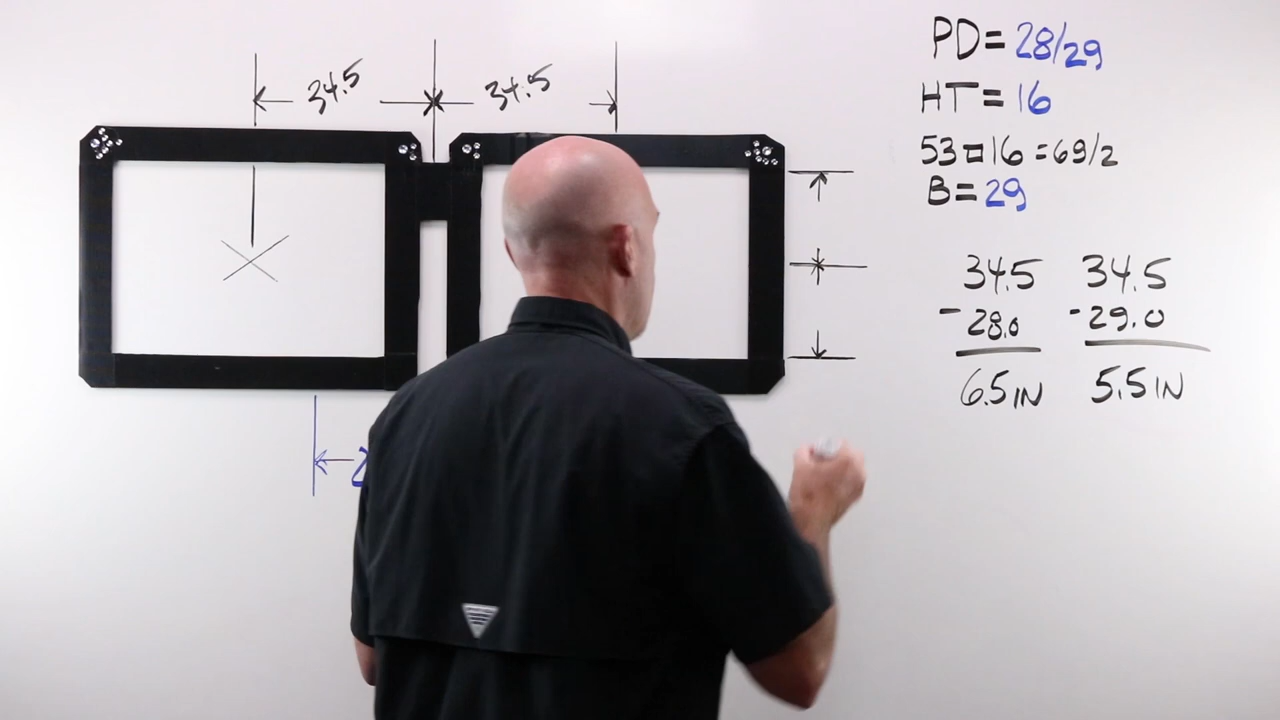 34.5 34.5
PD=28/29
HT=16
53□16=69/2
B=29
34.5 34.5
-28.0 -29.0
6.5 IN 5.5 IN